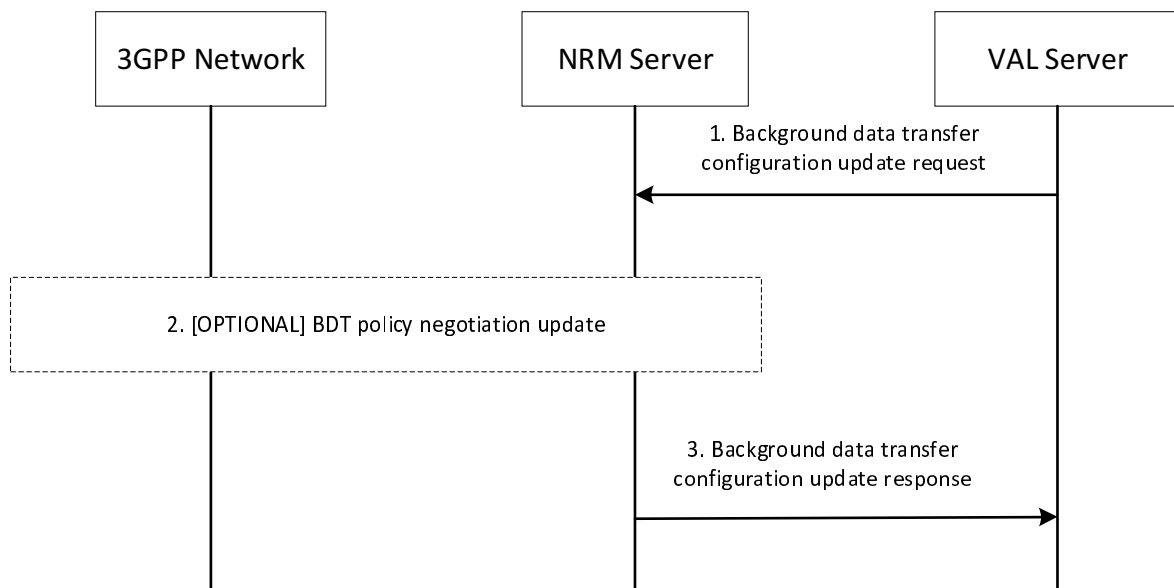 3GPP Network
NRM Server
VAL Server
1. Background data transfer
configuration update request
2. [OPTIONAL] BDT policy negotiation update
3. Background data transfer
configuration update response